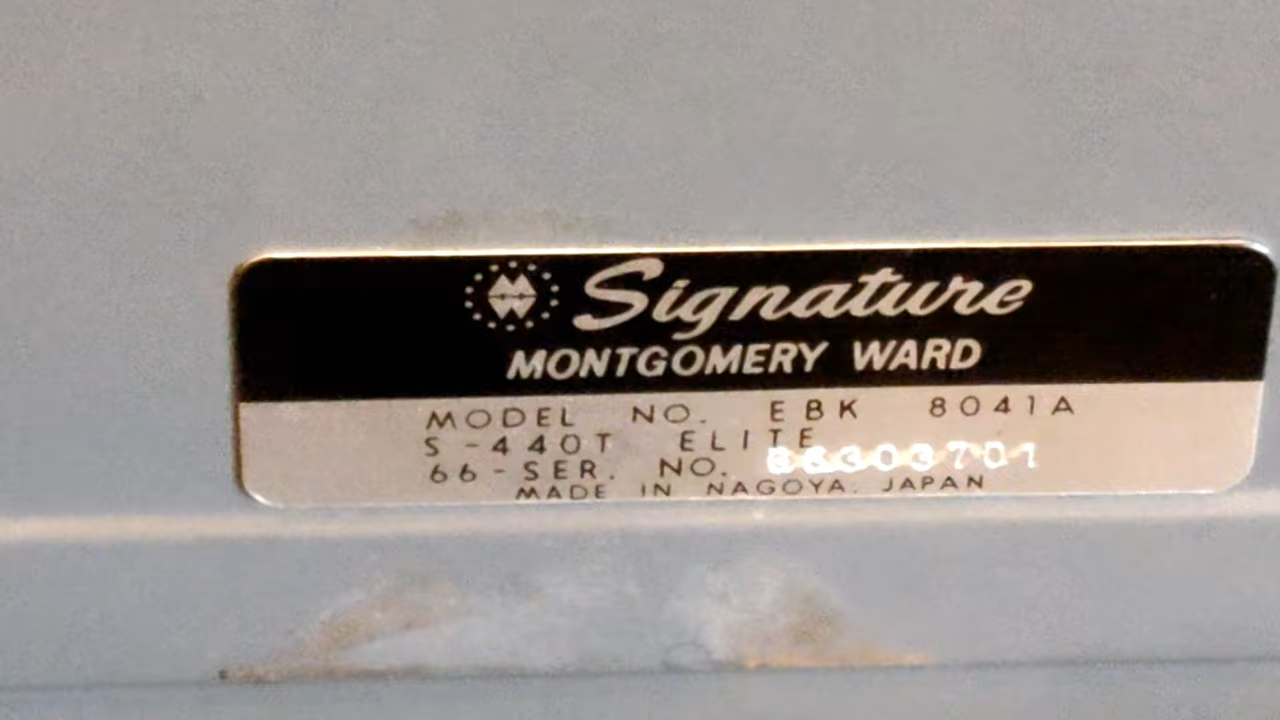 Signature
MONTGOMERY WARD
MODEL NO. EBK 8041A
S-440T ELITE
66-SER. NO.
MADE IN NAGOYA. JAPAN